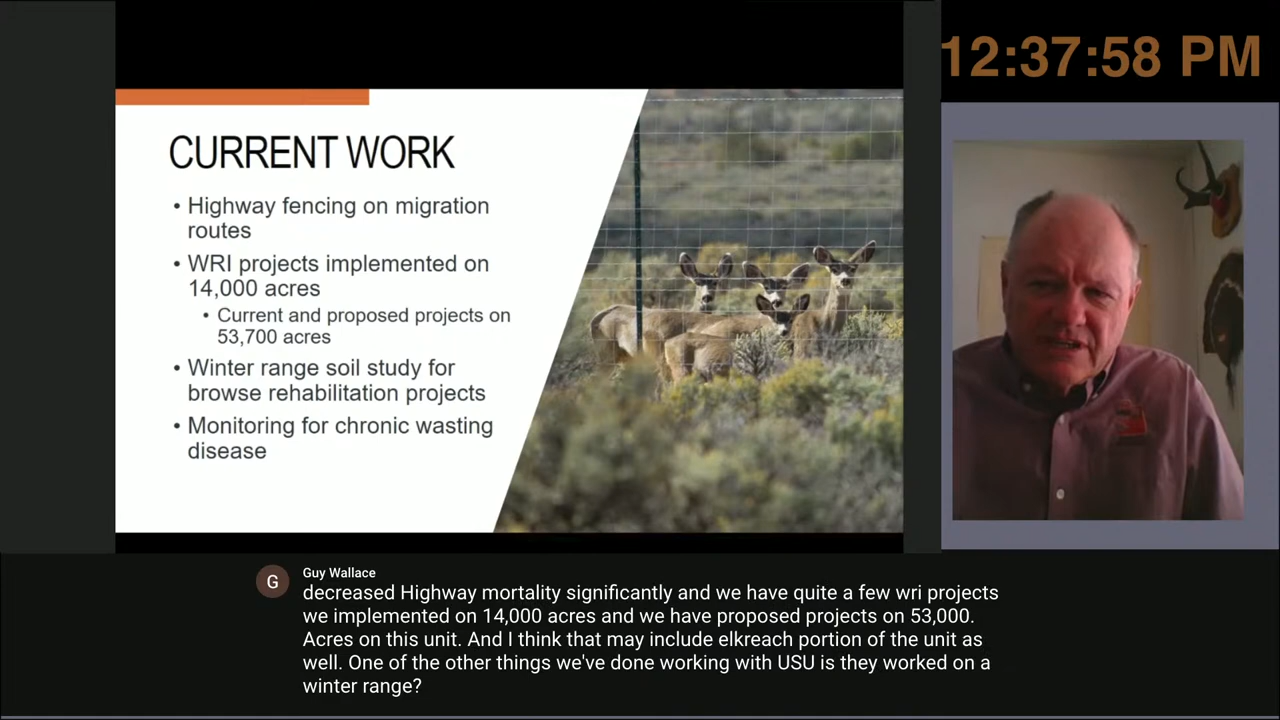 12:37:58 PM
CURRENT WORK
• Highway fencing on migration
routes
• WRI projects implemented on
14,000 acres
• Current and proposed projects on
53,700 acres
• Winter range soil study for
browse rehabilitation projects
• Monitoring for chronic wasting
disease
G
Guy Wallace
decreased Highway mortality significantly and we have quite a few wri projects
we implemented on 14,000 acres and we have proposed projects on 53,000.
Acres on this unit. And I think that may include elkreach portion of the unit as
well. One of the other things we've done working with USU is they worked on a
winter range?